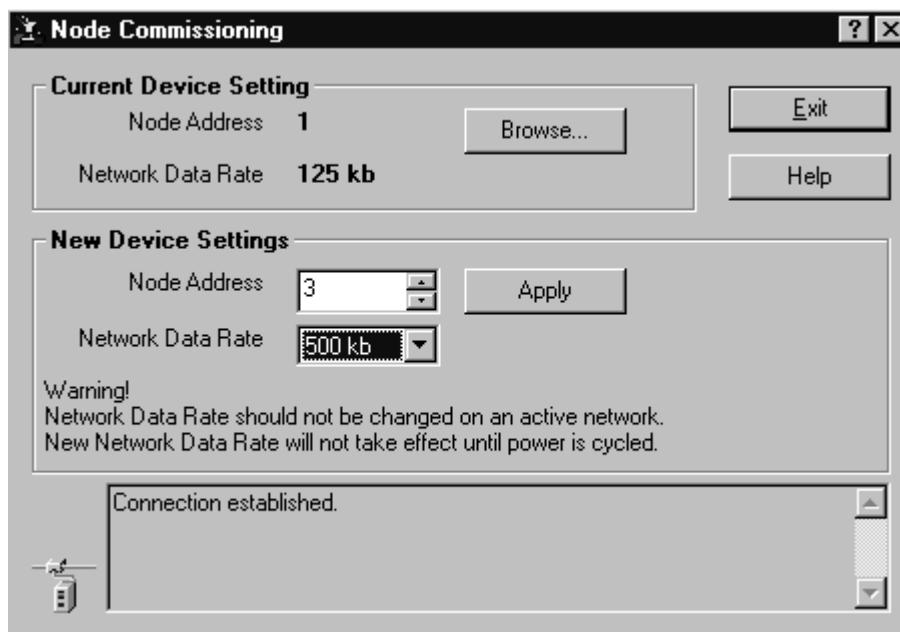 Node Commissioning
Current Device Setting
Node Address 1
Browse...
Network Data Rate 125 kb
Exit
Help
New Device Settings
Node Address 3
Apply
Network Data Rate 500 kb
Warning!
Network Data Rate should not be changed on an active network.
New Network Data Rate will not take effect until power is cycled.
Connection established.